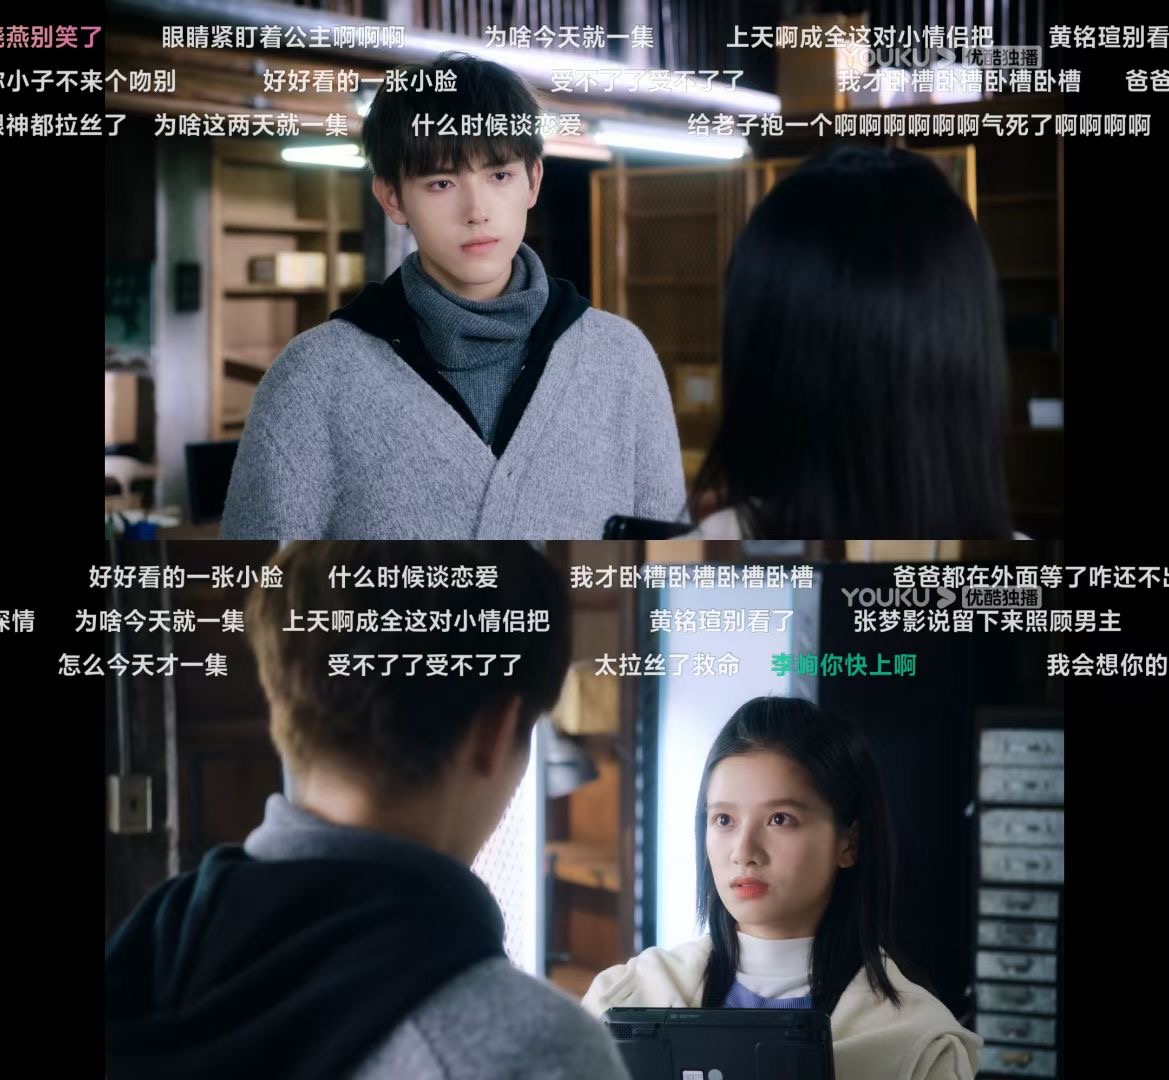 燕别笑了 眼睛紧盯着公主啊啊啊 为啥今天就一集 上天啊成全这对小情侣把 黄铭瑄别看
YOUKU 优酷独播
你小子不来个吻别 好好看的一张小脸 受不了了受不了了 我才卧槽卧槽卧槽卧槽 爸爸
眼神都拉丝了 为啥这两天就一集 什么时候谈恋爱 给老子抱一个啊啊啊啊啊啊气死了啊啊啊啊
好好看的一张小脸 什么时候谈恋爱 我才卧槽卧槽卧槽卧槽 爸爸都在外面等了咋还不出
YOUKU 优酷独播
深情 为啥今天就一集 上天啊成全这对小情侣把 黄铭瑄别看了 张梦影说留下来照顾男主
怎么今天才一集 受不了了受不了了 太拉丝了救命 李峋你快上啊 我会想你的